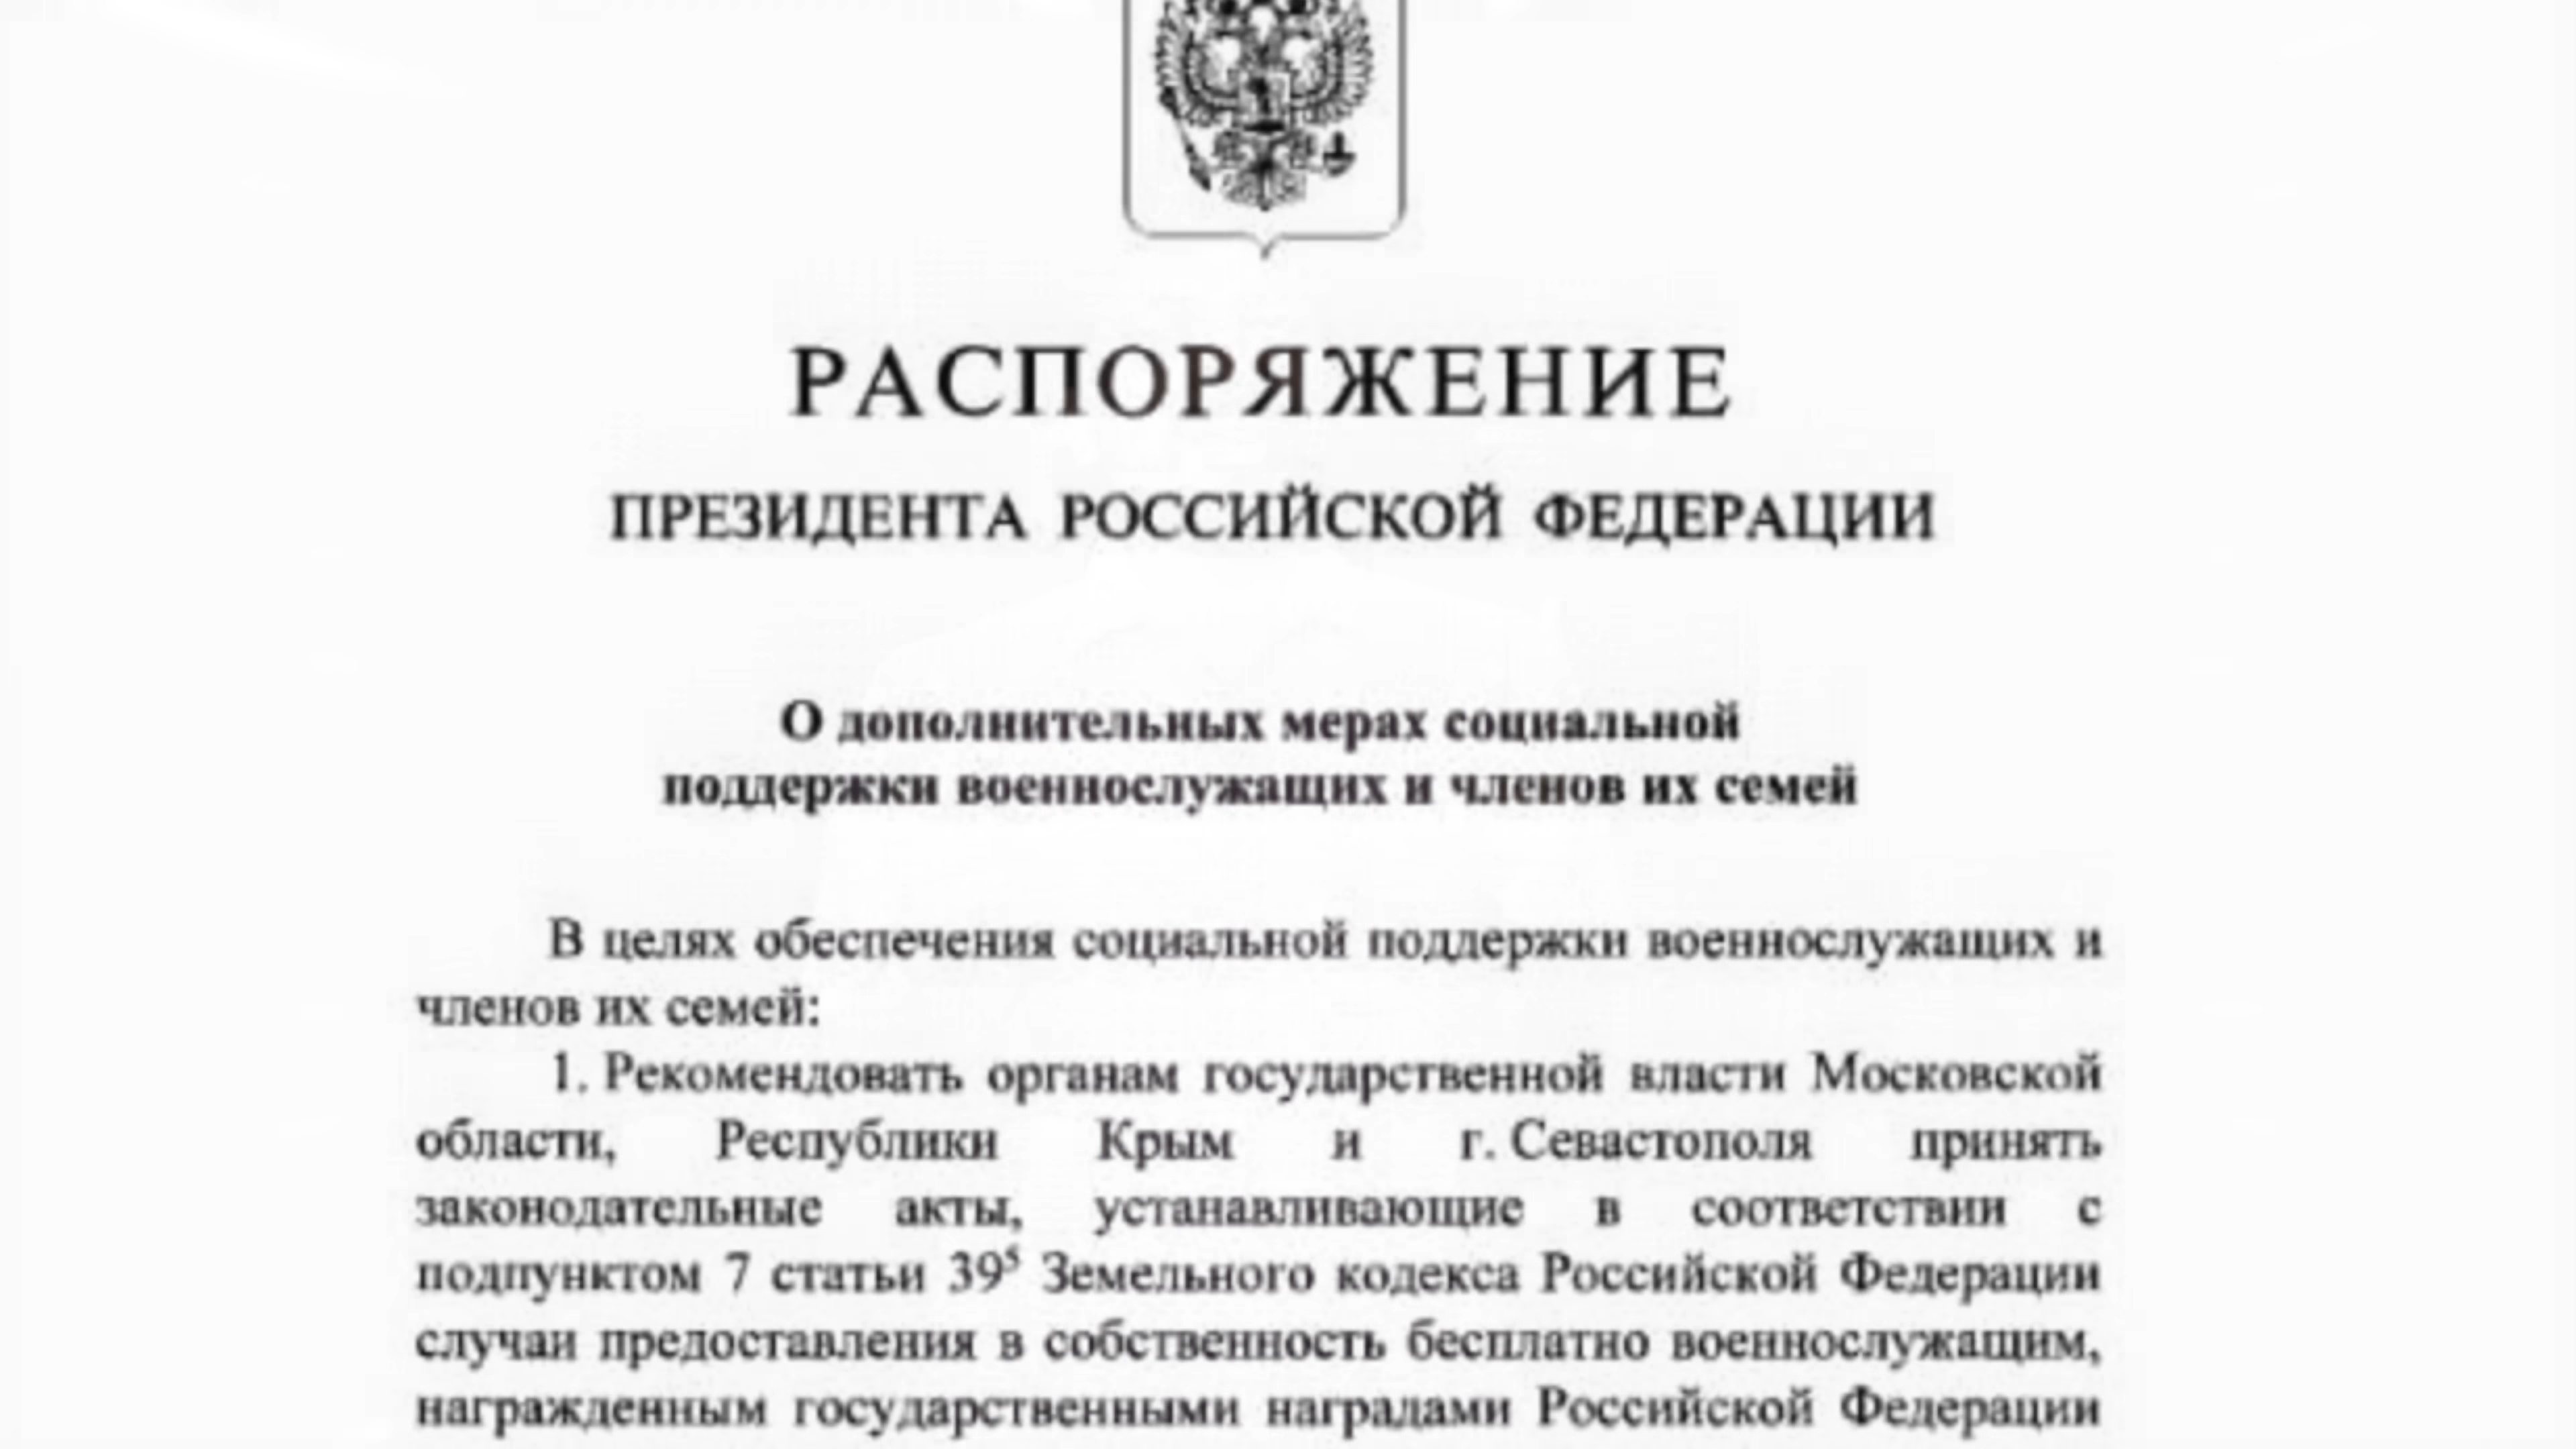 РАСПОРЯЖЕНИЕ
ПРЕЗИДЕНТА РОССИЙСКОЙ ФЕДЕРАЦИИ
О дополнительных мерах социальной
поддержки военнослужащих и членов их семей
В целях обеспечения социальной поддержки военнослужащих и
членов их семей:
1. Рекомендовать органам государственной власти Московской
области, Республики Крым и г. Севастополя принять
законодательные акты, устанавливающие в соответствии с
подпунктом 7 статьи 39⁵ Земельного кодекса Российской Федерации
случаи предоставления в собственность бесплатно военнослужащим,
награжденным государственными наградами Российской Федерации